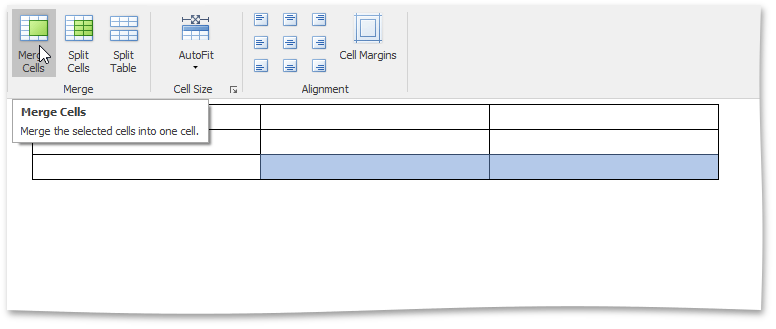 Merge
Cells
Split
Cells
Split
Table
AutoFit
Cell Margins
Merge
Cell Size
Alignment
Merge Cells
Merge the selected cells into one cell.